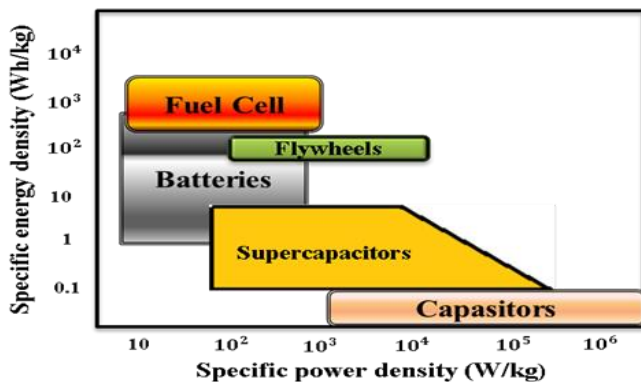 Specific energy density (Wh/kg)
10⁴
10³
10²
10
1
0.1
Fuel Cell
Flywheels
Batteries
Supercapacitors
Capasitors
10 10² 10³ 10⁴ 10⁵ 10⁶
Specific power density (W/kg)